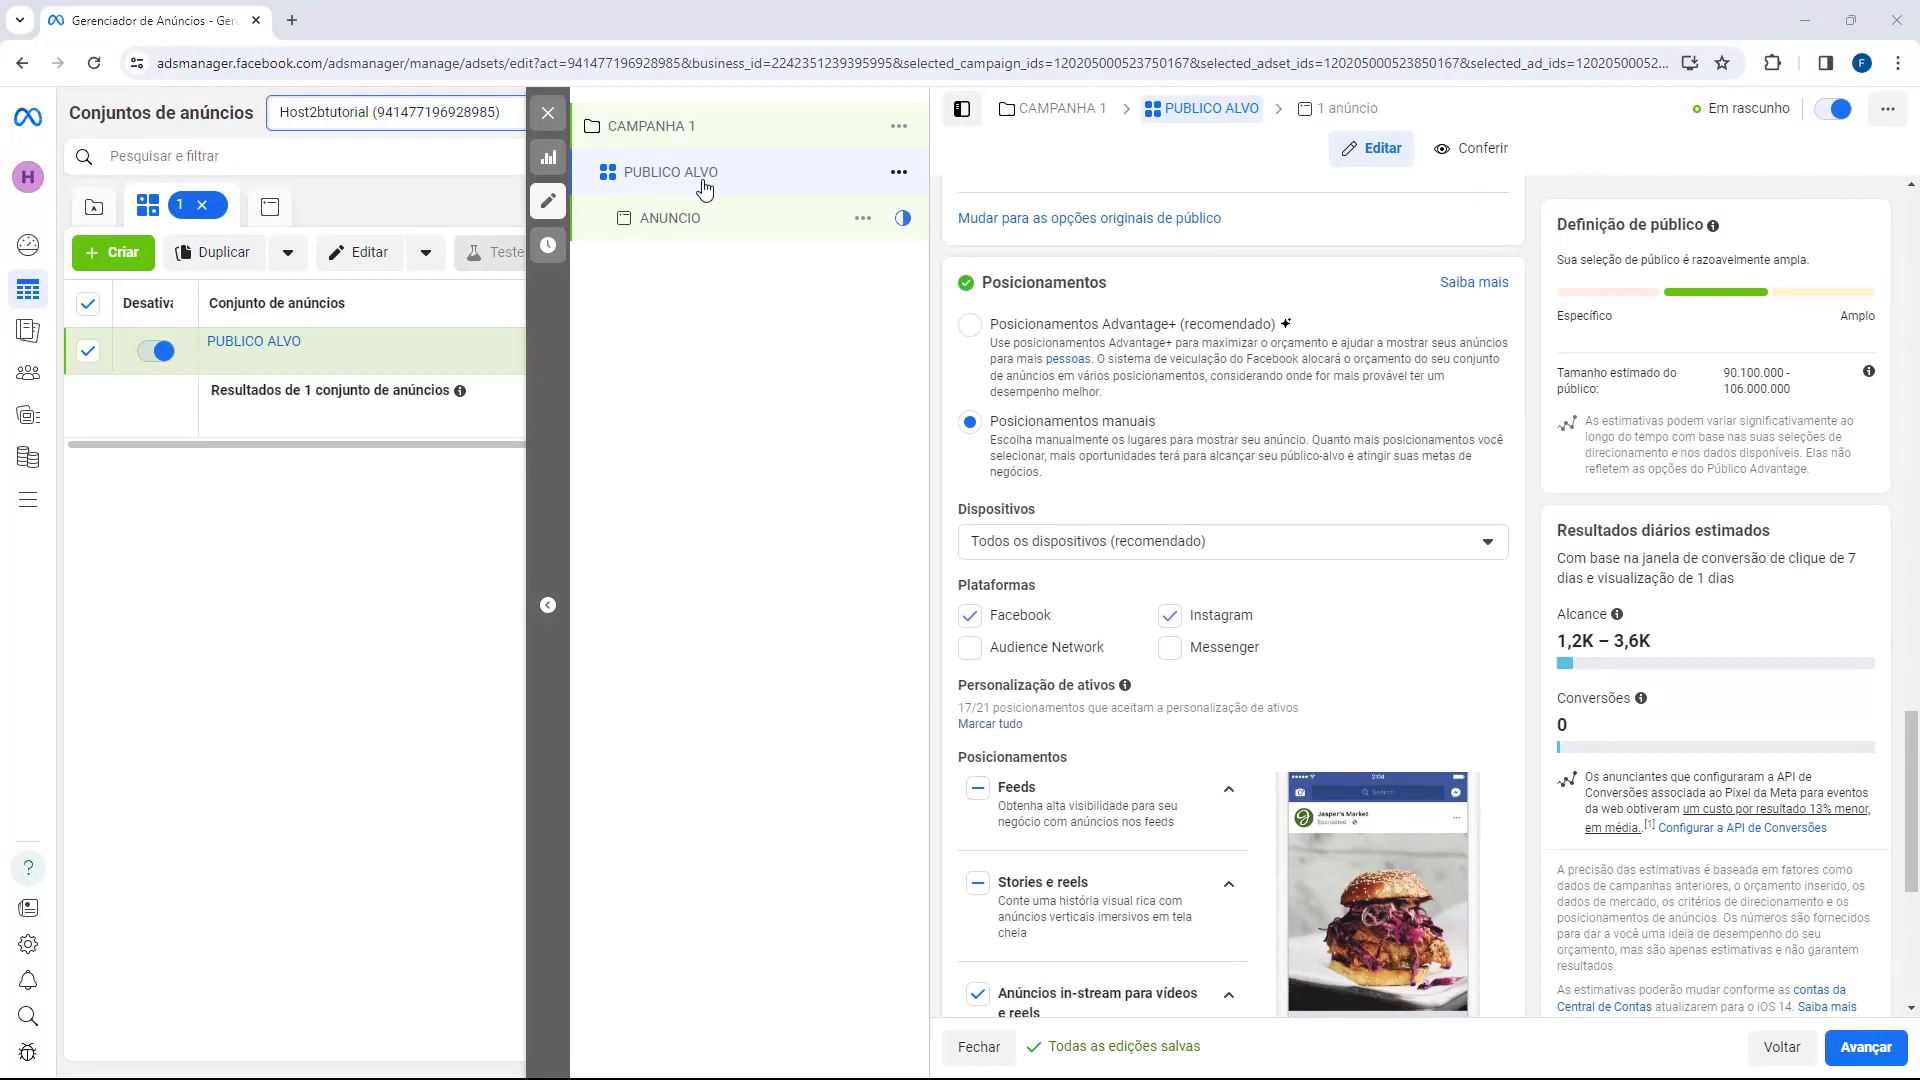 Gerenciador de Anúncios - Gere
adsmanager.facebook.com/adsmanager/manage/adsets/edit?act=941477196928985&business_id=2242351239395995&selected_campaign_ids=120205000523750167&selected_adset_ids=120205000523850167&selected_ad_ids=12020500052...
F
Conjuntos de anúncios
Host2btutorial (941477196928985)
Pesquisar e filtrar
H
1
Criar
Duplicar
Editar
Teste
Desativa
Conjunto de anúncios
PUBLICO ALVO
Resultados de 1 conjunto de anúncios
CAMPANHA 1
PUBLICO ALVO
ANUNCIO
CAMPANHA 1
PUBLICO ALVO
1 anúncio
Em rascunho
Editar
Conferir
Mudar para as opções originais de público
Posicionamentos
Saiba mais
Posicionamentos Advantage+ (recomendado)
Use posicionamentos Advantage+ para maximizar o orçamento e ajudar a mostrar seus anúncios
para mais pessoas. O sistema de veiculação do Facebook alocará o orçamento do seu conjunto
de anúncios em vários posicionamentos, considerando onde for mais provável ter um
desempenho melhor.
Posicionamentos manuais
Escolha manualmente os lugares para mostrar seu anúncio. Quanto mais posicionamentos você
selecionar, mais oportunidades terá para alcançar seu público-alvo e atingir suas metas de
negócios.
Dispositivos
Todos os dispositivos (recomendado)
Plataformas
Facebook
Instagram
Audience Network
Messenger
Personalização de ativos
17/21 posicionamentos que aceitam a personalização de ativos
Marcar tudo
Posicionamentos
Feeds
Obtenha alta visibilidade para seu
negócio com anúncios nos feeds
Stories e reels
Conte uma história visual rica com
anúncios verticais imersivos em tela
cheia
Anúncios in-stream para vídeos
e reels
2:04
Search
Jasper's Market
Sponsored
Fechar
Todas as edições salvas
Voltar
Avançar
Definição de público
Sua seleção de público é razoavelmente ampla.
Específico
Amplo
Tamanho estimado do
público:
90.100.000 -
106.000.000
As estimativas podem variar significativamente ao
longo do tempo com base nas suas seleções de
direcionamento e nos dados disponíveis. Elas não
refletem as opções do Público Advantage.
Resultados diários estimados
Com base na janela de conversão de clique de 7
dias e visualização de 1 dias
Alcance
1,2K – 3,6K
Conversões
0
Os anunciantes que configuraram a API de
Conversões associada ao Pixel da Meta para eventos
da web obtiveram um custo por resultado 13% menor,
em média. [1] Configurar a API de Conversões
A precisão das estimativas é baseada em fatores como
dados de campanhas anteriores, o orçamento inserido, os
dados de mercado, os critérios de direcionamento e os
posicionamentos de anúncios. Os números são fornecidos
para dar a você uma ideia de desempenho do seu
orçamento, mas são apenas estimativas e não garantem
resultados.
As estimativas poderão mudar conforme as contas da
Central de Contas atualizarem para o iOS 14. Saiba mais